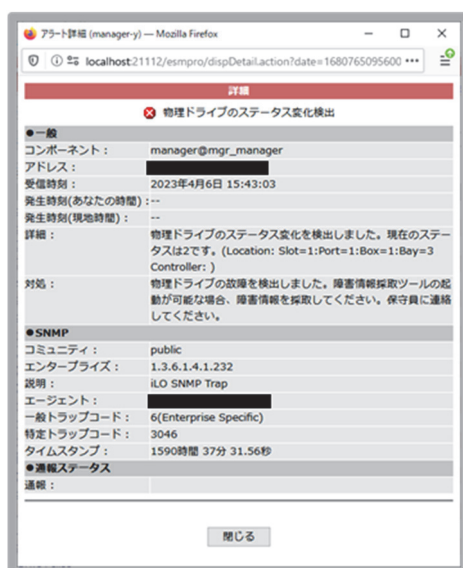 アラート詳細 (manager-y) — Mozilla Firefox
localhost:21112/esmpro/dispDetail.action?date=1680765095600 •••
詳細
物理ドライブのステータス変化検出
●一般
コンポーネント： manager@mgr_manager
アドレス：
受信時刻： 2023年4月6日 15:43:03
発生時刻(あなたの時間)：--
発生時刻(現地時間)： --
詳細： 物理ドライブのステータス変化を検出しました。現在のステー
タスは2です。(Location: Slot=1:Port=1:Box=1:Bay=3
Controller: )
対処： 物理ドライブの故障を検出しました。障害情報採取ツールの起
動が可能な場合、障害情報を採取してください。保守員に連絡
してください。
●SNMP
コミュニティ： public
エンタープライズ： 1.3.6.1.4.1.232
説明： iLO SNMP Trap
エージェント：
一般トラップコード： 6(Enterprise Specific)
特定トラップコード： 3046
タイムスタンプ： 1590時間 37分 31.56秒
●通報ステータス
通報：
閉じる